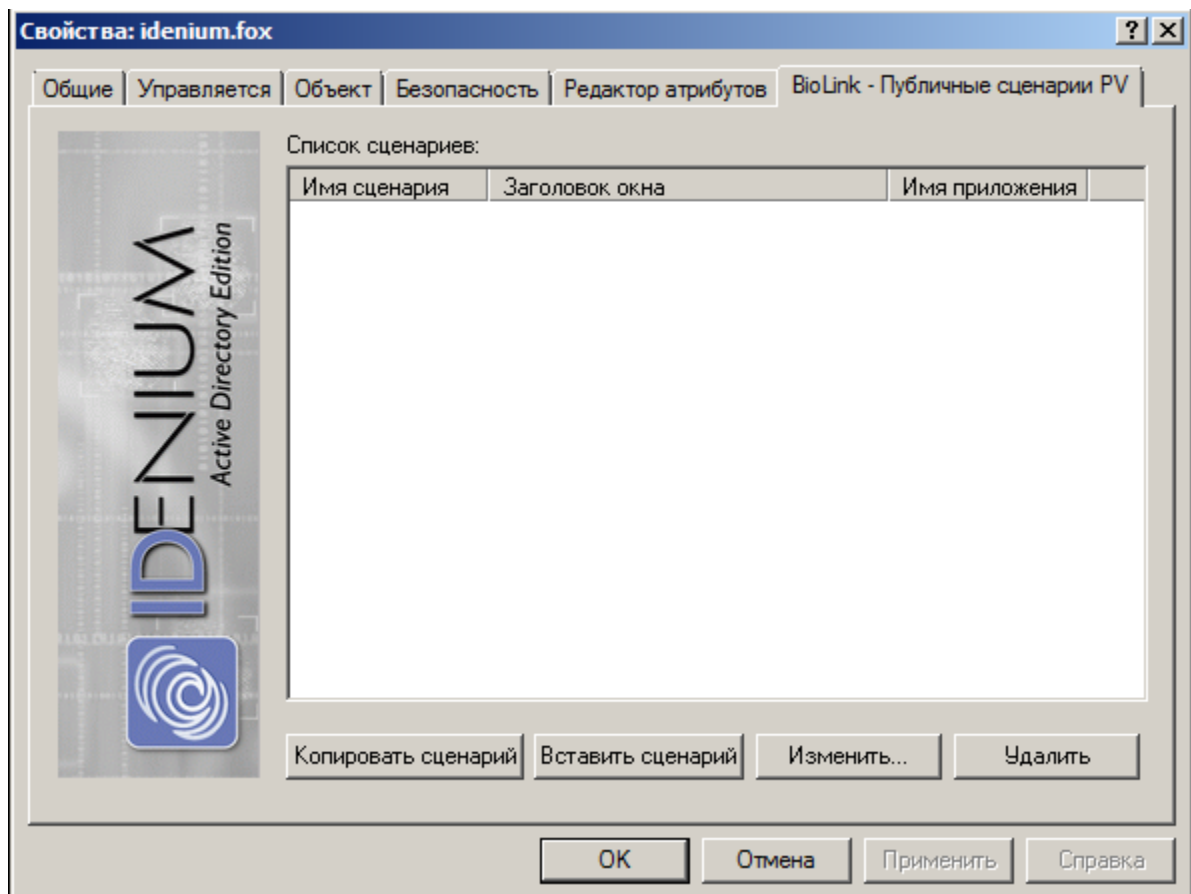 Свойства: idenium.fox
Общие Управляется Объект Безопасность Редактор атрибутов BioLink - Публичные сценарии PV
Список сценариев:
Имя сценария Заголовок окна Имя приложения
IDENIUM
Active Directory Edition
Копировать сценарий Вставить сценарий Изменить... Удалить
OK Отмена Применить Справка